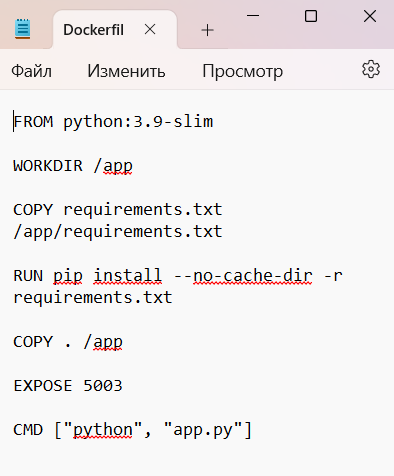 Dockerfil
Файл Изменить Просмотр
FROM python:3.9-slim
WORKDIR /app
COPY requirements.txt
/app/requirements.txt
RUN pip install --no-cache-dir -r
requirements.txt
COPY . /app
EXPOSE 5003
CMD ["python", "app.py"]